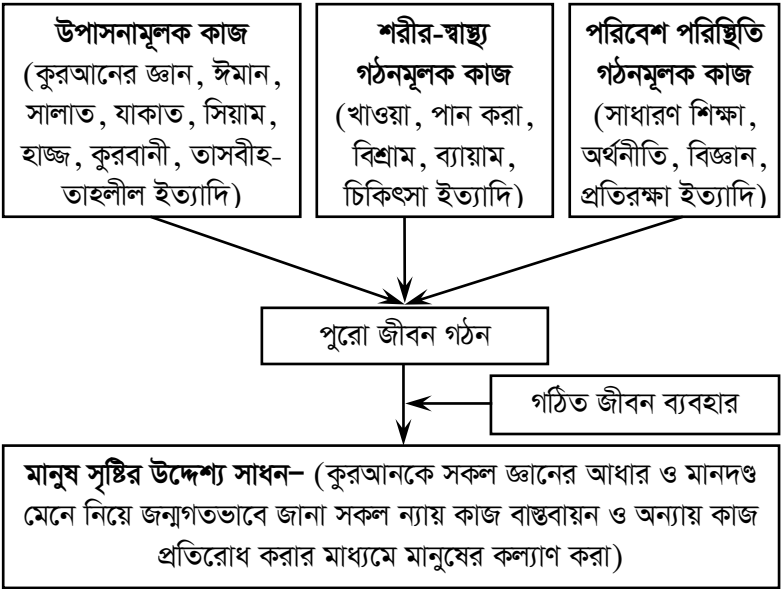 উপাসনামূলক কাজ
(কুরআনের জ্ঞান, ঈমান,
সালাত, যাকাত, সিয়াম,
হাজ্জ, কুরবানী, তাসবীহ-
তাহলীল ইত্যাদি)
শরীর-স্বাস্থ্য
গঠনমূলক কাজ
(খাওয়া, পান করা,
বিশ্রাম, ব্যায়াম,
চিকিৎসা ইত্যাদি)
পরিবেশ পরিস্থিতি
গঠনমূলক কাজ
(সাধারণ শিক্ষা,
অর্থনীতি, বিজ্ঞান,
প্রতিরক্ষা ইত্যাদি)
পুরো জীবন গঠন
গঠিত জীবন ব্যবহার
মানুষ সৃষ্টির উদ্দেশ্য সাধন– (কুরআনকে সকল জ্ঞানের আধার ও মানদণ্ড
মেনে নিয়ে জন্মগতভাবে জানা সকল ন্যায় কাজ বাস্তবায়ন ও অন্যায় কাজ
প্রতিরোধ করার মাধ্যমে মানুষের কল্যাণ করা)